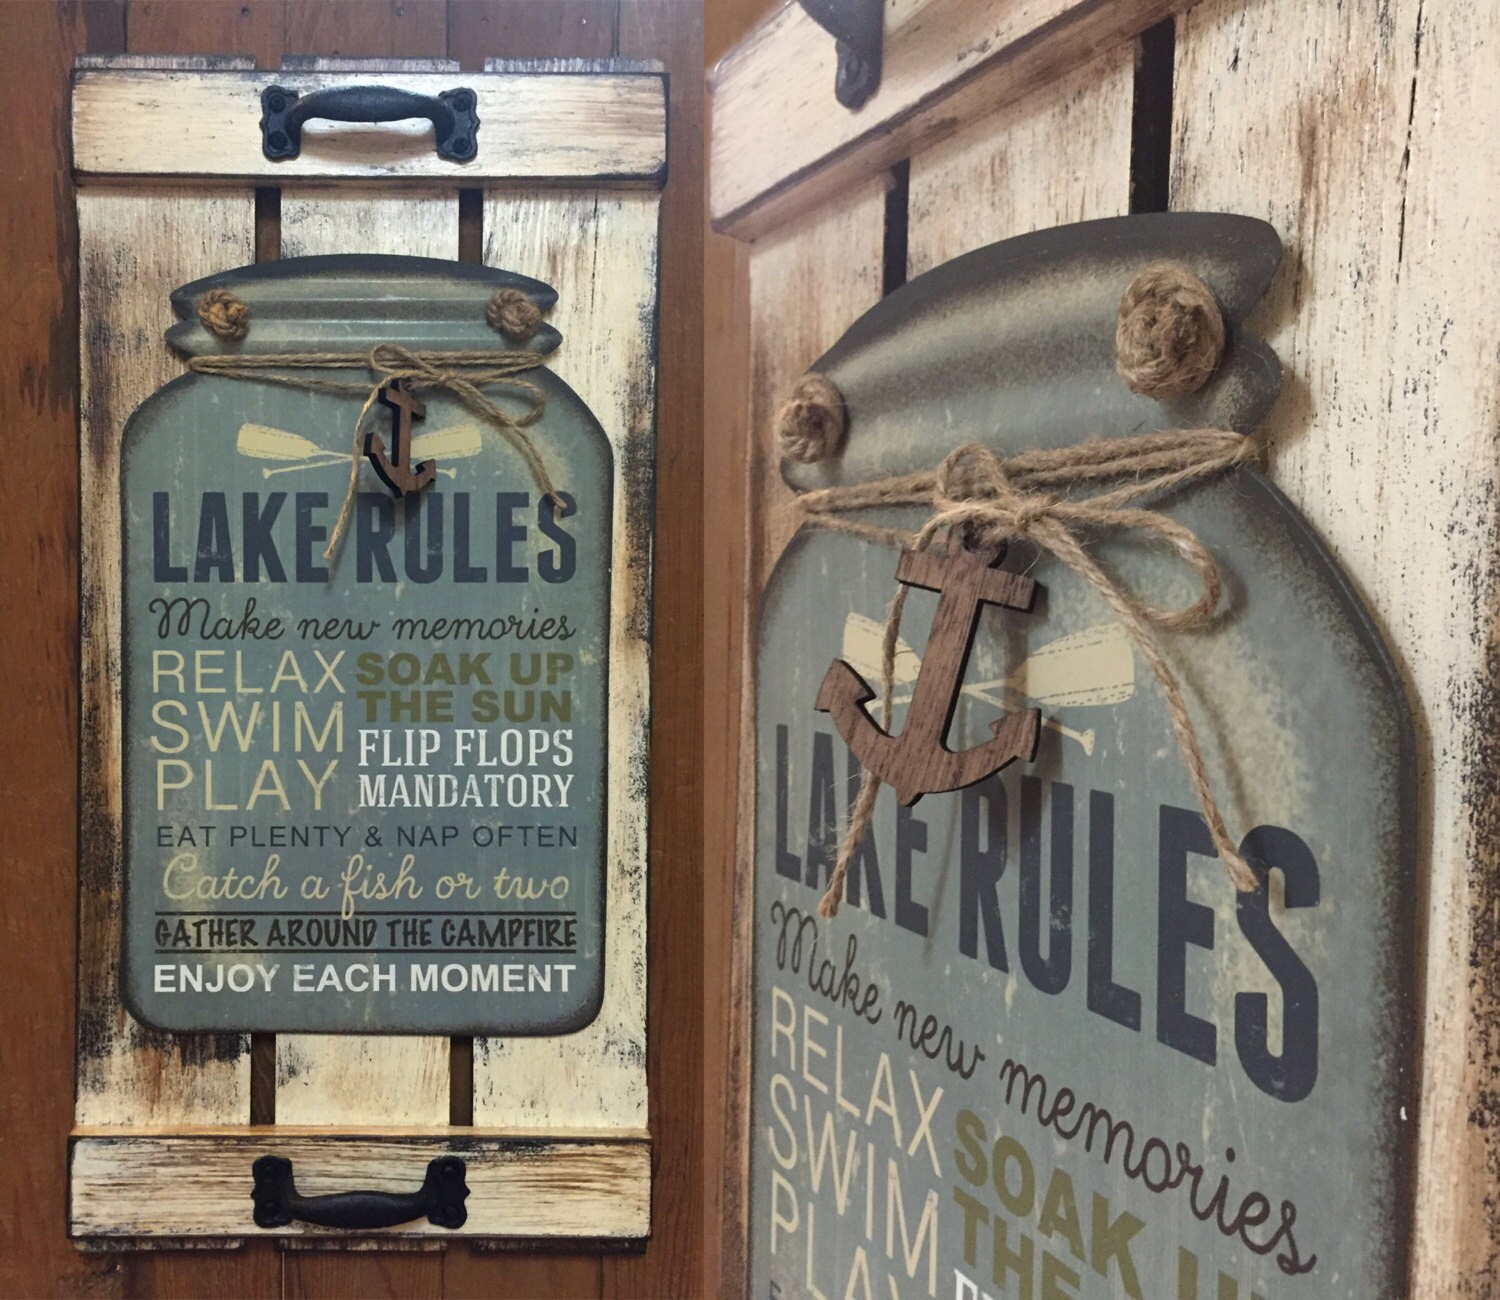 LAKE RULES
Make new memories
RELAX
SWIM
PLAY
SOAK UP
THE SUN
FLIP FLOPS
MANDATORY
EAT PLENTY & NAP OFTEN
Catch a fish or two
GATHER AROUND THE CAMPFIRE
ENJOY EACH MOMENT
LAKE RULES
Make new memories
RELAX
SWIM
PLAY
SOAK U
THE